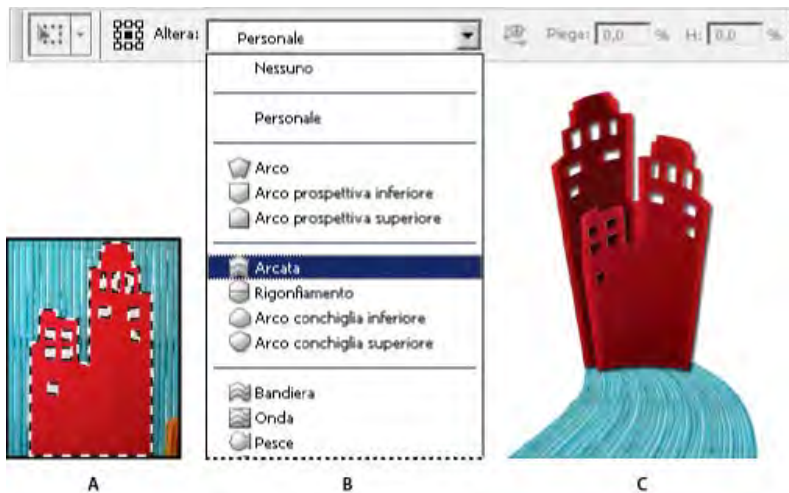 Altera: Personale Piega: 0,0 % H: 0,0 %
Nessuno
Personale
Arco
Arco prospettiva inferiore
Arco prospettiva superiore
Arcata
Rigonfiamento
Arco conchiglia inferiore
Arco conchiglia superiore
Bandiera
Onda
Pesce
A B C